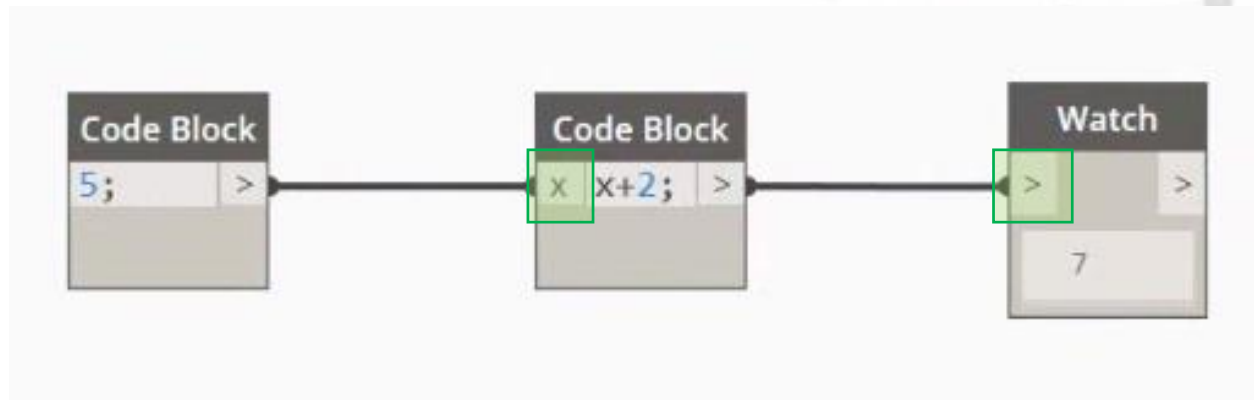 Code Block
5; >
Code Block
x x+2; >
Watch
> >
7